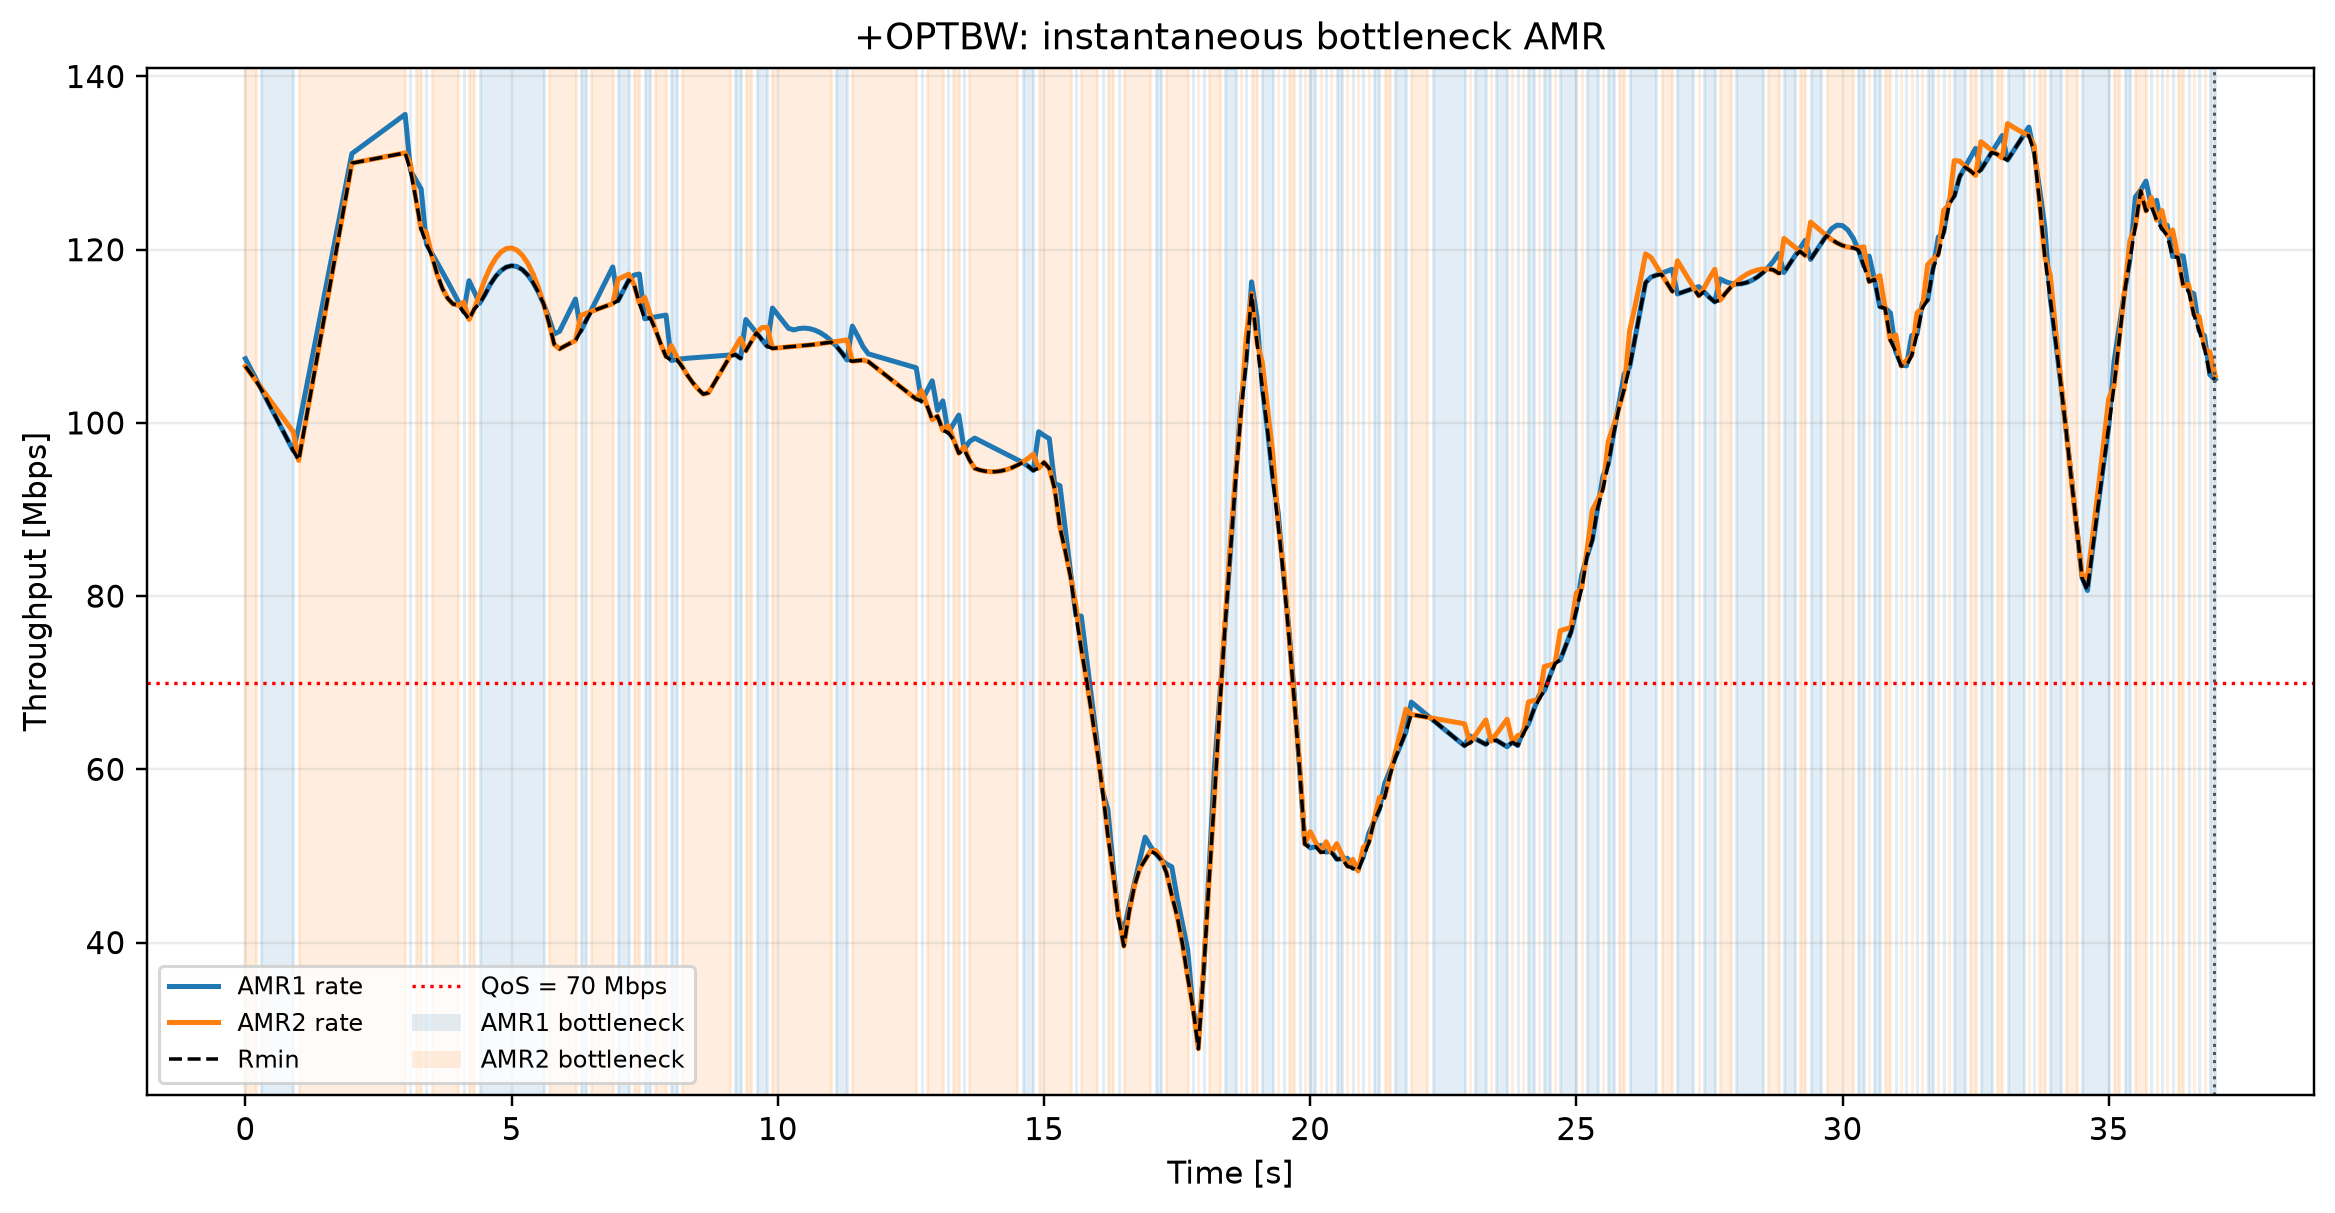 +OPTBW: instantaneous bottleneck AMR
Throughput [Mbps]
140
120
100
80
60
40
AMR1 rate
AMR2 rate
Rmin
QoS = 70 Mbps
AMR1 bottleneck
AMR2 bottleneck
0 5 10 15 20 25 30 35
Time [s]